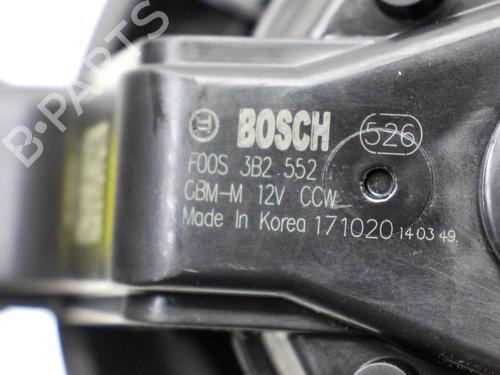 BOSCH 526
F00S 3B2 552
CBM-M 12V CCW
Made In Korea 171020 14 03 49.
B-PARTS